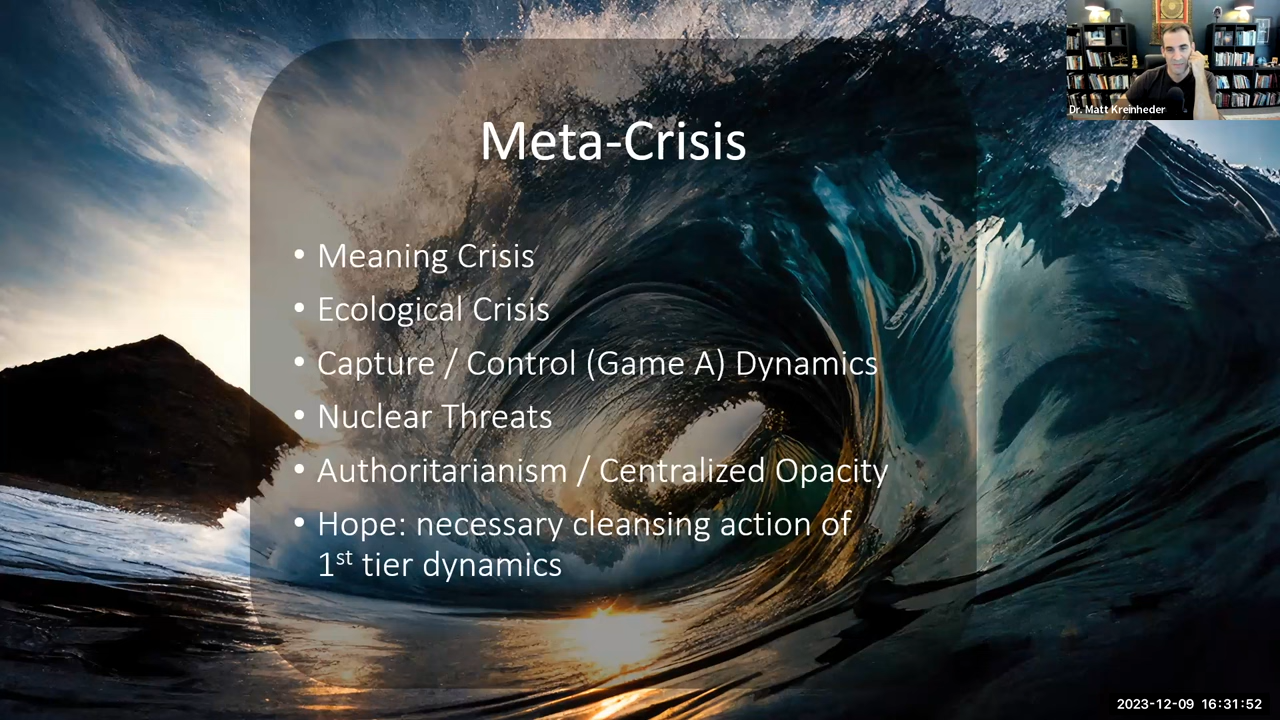 Dr. Matt Kreinheder
Meta-Crisis
• Meaning Crisis
• Ecological Crisis
• Capture / Control (Game A) Dynamics
• Nuclear Threats
• Authoritarianism / Centralized Opacity
• Hope: necessary cleansing action of
1st tier dynamics
2023-12-09 16:31:52